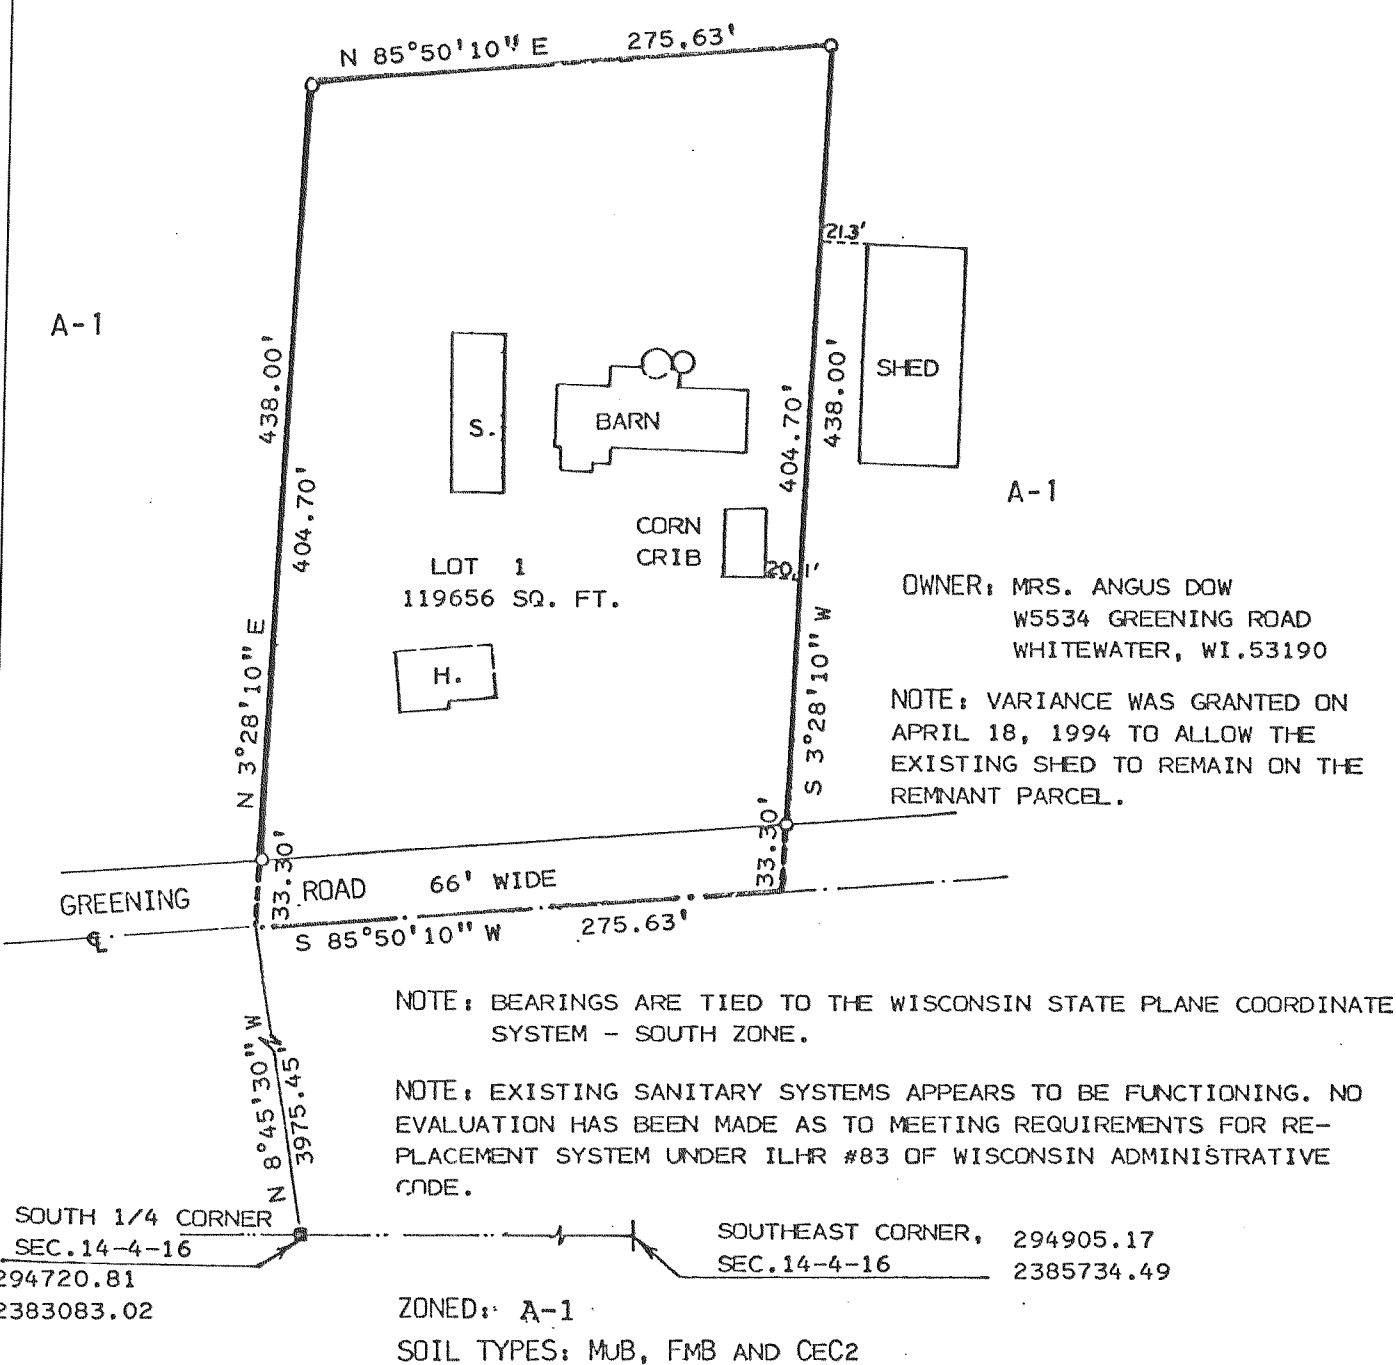 N 85°50'10" E 275.63'
21.3'
A-1
438.00'
404.70'
SHED
438.00'
404.70'
S.
BARN
A-1
CORN
CRIB
20.1'
LOT 1
119656 SQ. FT.
OWNER: MRS. ANGUS DOW
W5534 GREENING ROAD
WHITEWATER, WI.53190
H.
N 3°28'10" E
S 3°28'10" W
NOTE: VARIANCE WAS GRANTED ON
APRIL 18, 1994 TO ALLOW THE
EXISTING SHED TO REMAIN ON THE
REMNANT PARCEL.
33.30'
33.30'
GREENING ROAD 66' WIDE
S 85°50'10" W 275.63'
NOTE: BEARINGS ARE TIED TO THE WISCONSIN STATE PLANE COORDINATE
SYSTEM - SOUTH ZONE.
N 8°45'30" W
3975.45'
NOTE: EXISTING SANITARY SYSTEMS APPEARS TO BE FUNCTIONING. NO
EVALUATION HAS BEEN MADE AS TO MEETING REQUIREMENTS FOR RE-
PLACEMENT SYSTEM UNDER ILHR #83 OF WISCONSIN ADMINISTRATIVE
CODE.
SOUTH 1/4 CORNER
SEC.14-4-16
294720.81
2383083.02
SOUTHEAST CORNER, 294905.17
SEC.14-4-16 2385734.49
ZONED: A-1
SOIL TYPES: MUB, FMB AND CEC2